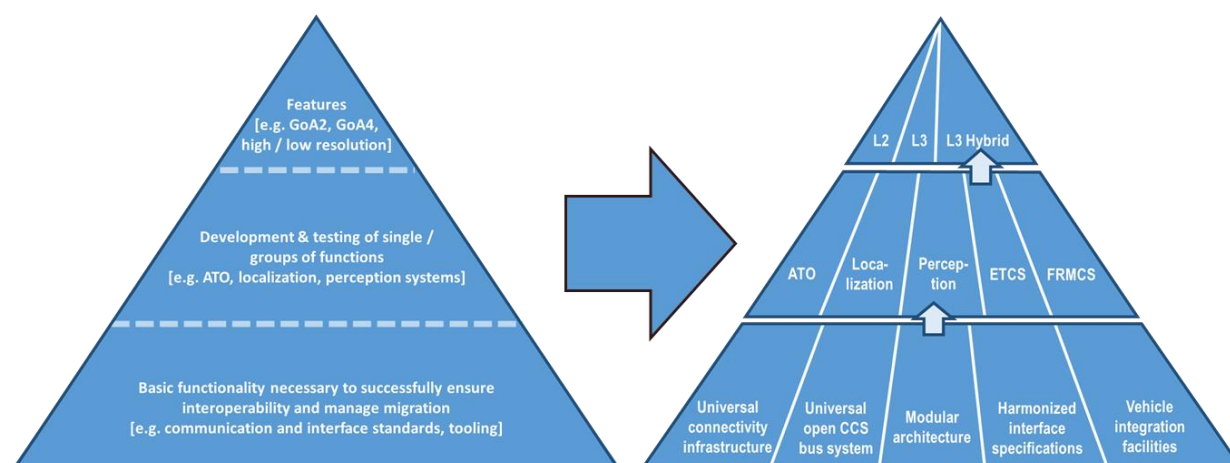 Features
[e.g. GoA2, GoA4,
high / low resolution]
Development & testing of single /
groups of functions
[e.g. ATO, localization, perception systems]
Basic functionality necessary to successfully ensure
interoperability and manage migration
[e.g. communication and interface standards, tooling]
L2
L3
L3 Hybrid
ATO
Loca-
lization
Percep-
tion
ETCS
FRMCS
Universal
connectivity
infrastructure
Universal
open CCS
bus system
Modular
architecture
Harmonized
interface
specifications
Vehicle
integration
facilities